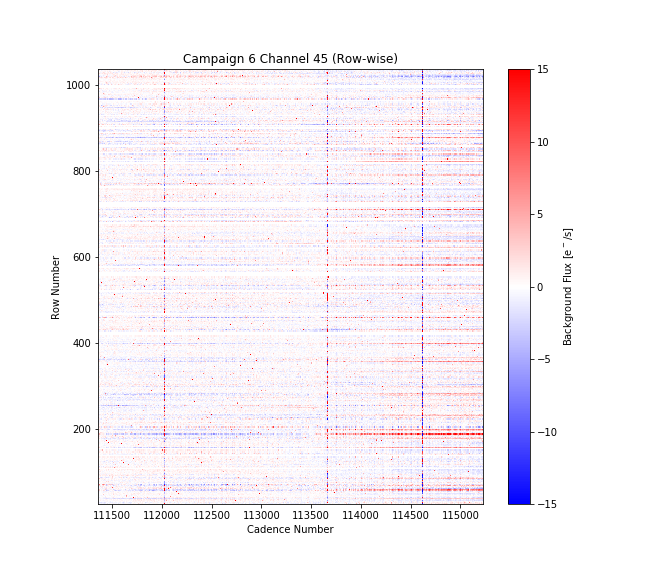 Campaign 6 Channel 45 (Row-wise)
1000
800
600
400
200
Row Number
111500 112000 112500 113000 113500 114000 114500 115000
Cadence Number
15
10
5
0
−5
−10
−15
Background Flux [e⁻/s]